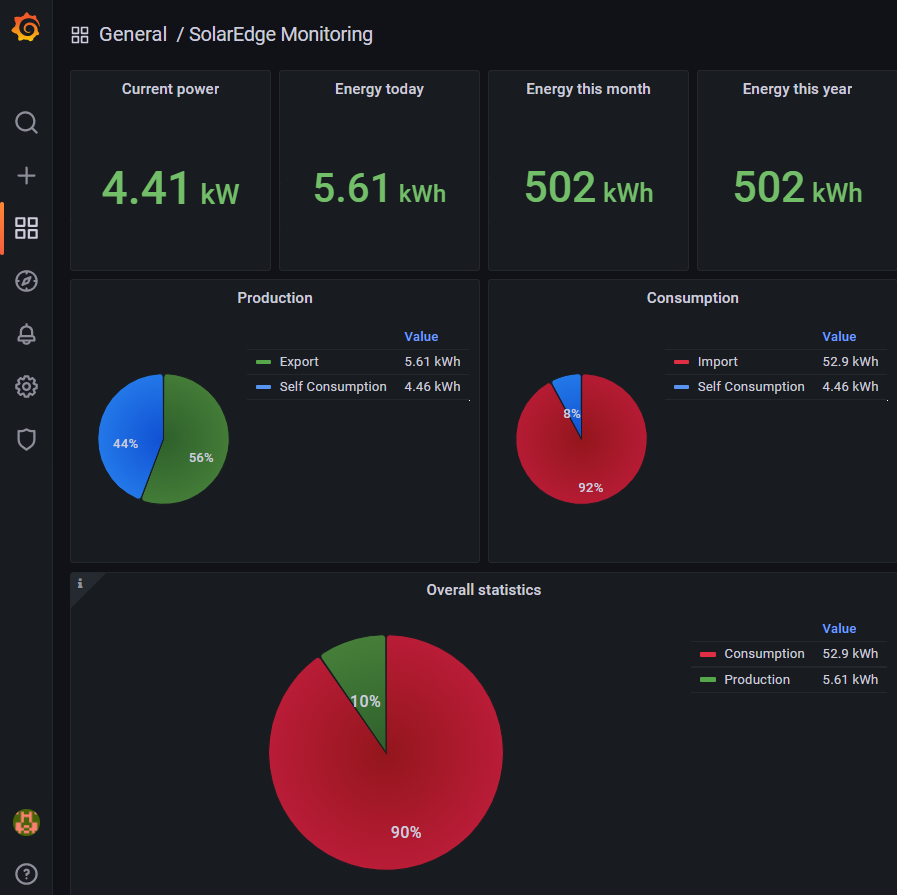 General / SolarEdge Monitoring
Current power
Energy today
Energy this month
Energy this year
4.41 kW
5.61 kWh
502 kWh
502 kWh
Production
Value
Export 5.61 kWh
Self Consumption 4.46 kWh
44%
56%
Consumption
Value
Import 52.9 kWh
Self Consumption 4.46 kWh
8%
92%
i
Overall statistics
Value
Consumption 52.9 kWh
Production 5.61 kWh
10%
90%
?